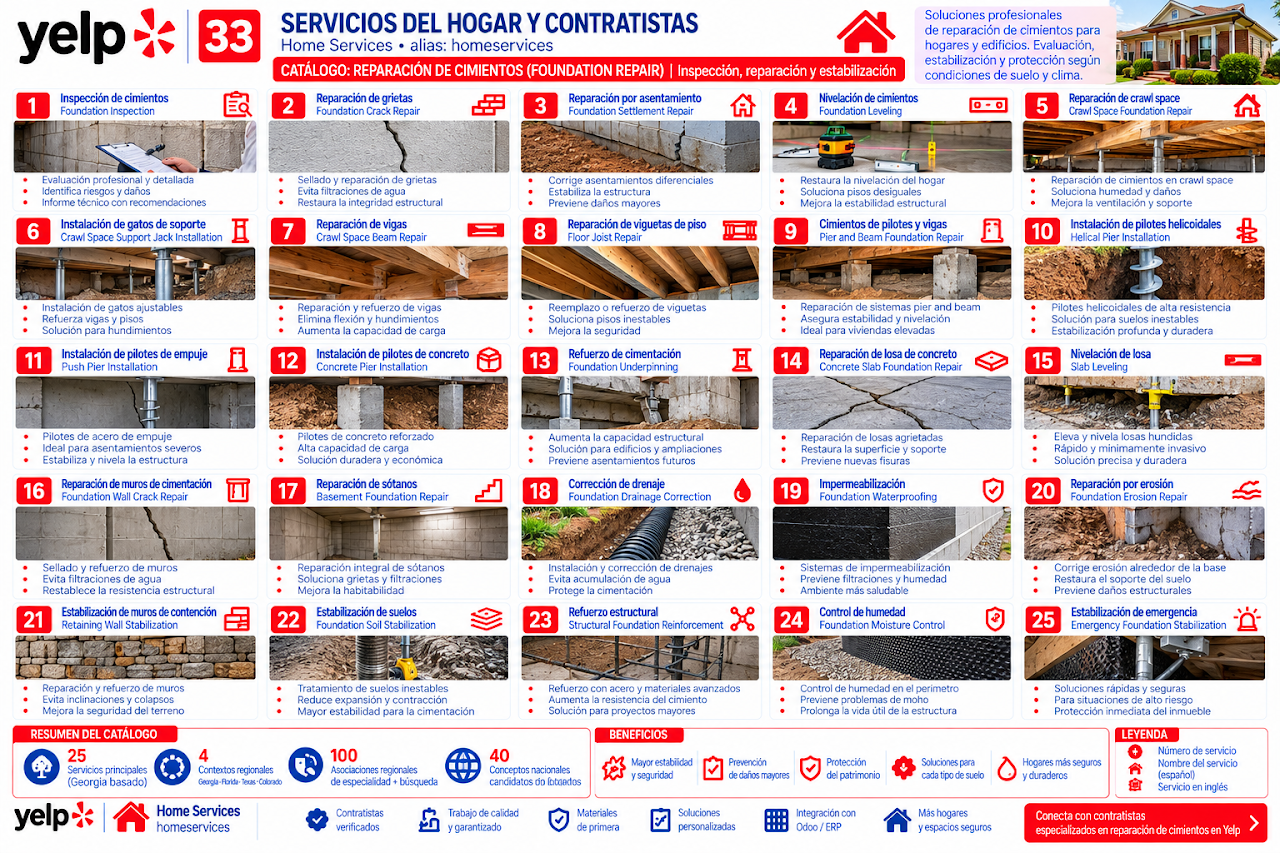 yelp
33
SERVICIOS DEL HOGAR Y CONTRATISTAS
Home Services • alias: homeservices
CATÁLOGO: REPARACIÓN DE CIMIENTOS (FOUNDATION REPAIR) | Inspección, reparación y estabilización
Soluciones profesionales
de reparación de cimientos para
hogares y edificios. Evaluación,
estabilización y protección según
condiciones de suelo y clima.
1
Inspección de cimientos
Foundation Inspection
• Evaluación profesional y detallada
• Identifica riesgos y daños
• Informe técnico con recomendaciones
2
Reparación de grietas
Foundation Crack Repair
• Sellado y reparación de grietas
• Evita filtraciones de agua
• Restaura la integridad estructural
3
Reparación por asentamiento
Foundation Settlement Repair
• Corrige asentamientos diferenciales
• Estabiliza la estructura
• Previene daños mayores
4
Nivelación de cimientos
Foundation Leveling
• Restaura la nivelación del hogar
• Soluciona pisos desiguales
• Mejora la estabilidad estructural
5
Reparación de crawl space
Crawl Space Foundation Repair
• Reparación de cimientos en crawl space
• Soluciona humedad y daños
• Mejora la ventilación y soporte
6
Instalación de gatos de soporte
Crawl Space Support Jack Installation
• Instalación de gatos ajustables
• Refuerza vigas y pisos
• Solución para hundimientos
7
Reparación de vigas
Crawl Space Beam Repair
• Reparación y refuerzo de vigas
• Elimina flexión y hundimientos
• Aumenta la capacidad de carga
8
Reparación de viguetas de piso
Floor Joist Repair
• Reemplazo o refuerzo de viguetas
• Soluciona pisos inestables
• Mejora la seguridad
9
Cimientos de pilotes y vigas
Pier and Beam Foundation Repair
• Reparación de sistemas pier and beam
• Asegura estabilidad y nivelación
• Ideal para viviendas elevadas
10
Instalación de pilotes helicoidales
Helical Pier Installation
• Pilotes helicoidales de alta resistencia
• Solución para suelos inestables
• Estabilización profunda y duradera
11
Instalación de pilotes de empuje
Push Pier Installation
• Pilotes de acero de empuje
• Ideal para asentamientos severos
• Estabiliza y nivela la estructura
12
Instalación de pilotes de concreto
Concrete Pier Installation
• Pilotes de concreto reforzado
• Alta capacidad de carga
• Solución duradera y económica
13
Refuerzo de cimentación
Foundation Underpinning
• Aumenta la capacidad estructural
• Solución para edificios y ampliaciones
• Previene asentamientos futuros
14
Reparación de losa de concreto
Concrete Slab Foundation Repair
• Reparación de losas agrietadas
• Restaura la superficie y soporte
• Previene nuevas fisuras
15
Nivelación de losa
Slab Leveling
• Eleva y nivela losas hundidas
• Rápido y mínimamente invasivo
• Solución precisa y duradera
16
Reparación de muros de cimentación
Foundation Wall Crack Repair
• Sellado y refuerzo de muros
• Evita filtraciones de agua
• Restablece la resistencia estructural
17
Reparación de sótanos
Basement Foundation Repair
• Reparación integral de sótanos
• Soluciona grietas y filtraciones
• Mejora la habitabilidad
18
Corrección de drenaje
Foundation Drainage Correction
• Instalación y corrección de drenajes
• Evita acumulación de agua
• Protege la cimentación
19
Impermeabilización
Foundation Waterproofing
• Sistemas de impermeabilización
• Previene filtraciones y humedad
• Ambiente más saludable
20
Reparación por erosión
Foundation Erosion Repair
• Corrige erosión alrededor de la base
• Restaura el soporte del suelo
• Previene daños estructurales
21
Estabilización de muros de contención
Retaining Wall Stabilization
• Reparación y refuerzo de muros
• Evita inclinaciones y colapsos
• Mejora la seguridad del terreno
22
Estabilización de suelos
Foundation Soil Stabilization
• Tratamiento de suelos inestables
• Reduce expansión y contracción
• Mayor estabilidad para la cimentación
23
Refuerzo estructural
Structural Foundation Reinforcement
• Refuerzo con acero y materiales avanzados
• Aumenta la resistencia del cimiento
• Solución para proyectos mayores
24
Control de humedad
Foundation Moisture Control
• Control de humedad en el perímetro
• Previene problemas de moho
• Prolonga la vida útil de la estructura
25
Estabilización de emergencia
Emergency Foundation Stabilization
• Soluciones rápidas y seguras
• Para situaciones de alto riesgo
• Protección inmediata del inmueble
RESUMEN DEL CATÁLOGO
25
Servicios principales
(Georgia basado)
4
Contextos regionales
Georgia · Florida · Texas · Colorado
100
Asociaciones regionales
de especialidad + búsqueda
40
Conceptos nacionales
candidatos de
BENEFICIOS
Mayor estabilidad
y seguridad
Prevención
de daños mayores
Protección
del patrimonio
Soluciones para
cada tipo de suelo
Hogares más seguros
y duraderos
LEYENDA
Número de servicio
Nombre del servicio
(español)
Servicio en inglés
yelp
Home Services
homeservices
Contratistas
verificados
Trabajo de calidad
y garantizado
Materiales
de primera
Soluciones
personalizadas
Integración con
Odoo / ERP
Más hogares
y espacios seguros
Conecta con contratistas
especializados en reparación de cimientos en Yelp